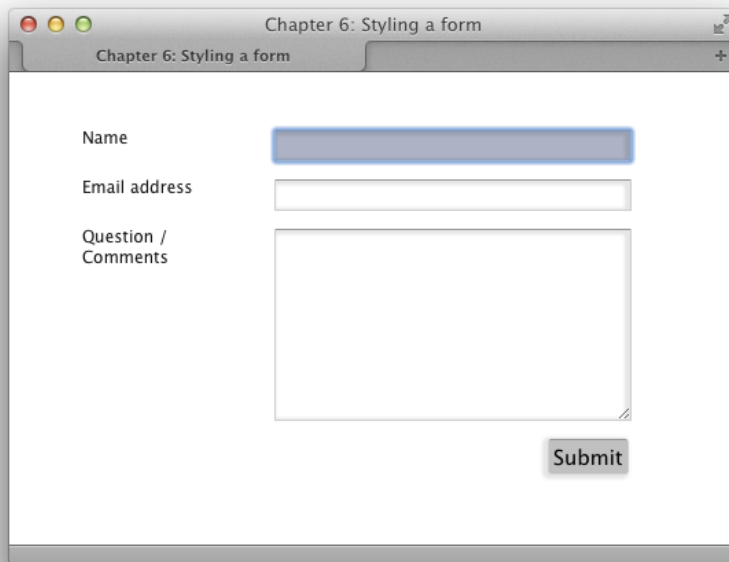 Chapter 6: Styling a form
Chapter 6: Styling a form
Name
Email address
Question /
Comments
Submit